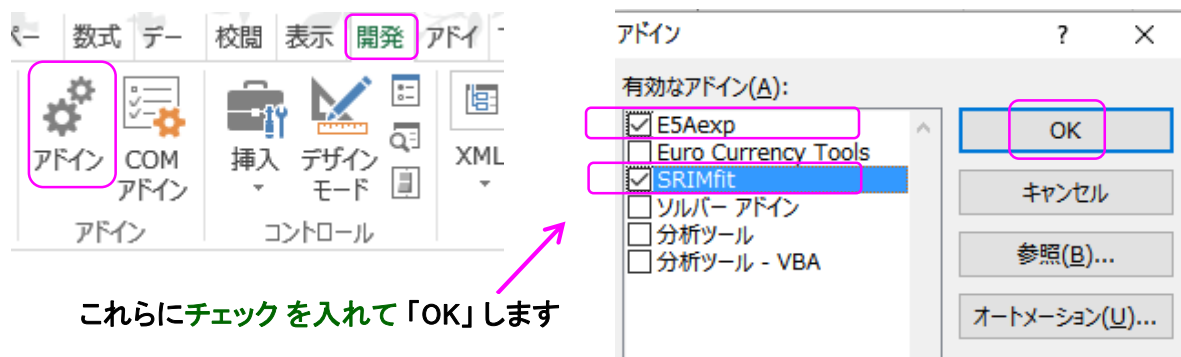 ペー 数式 デー 校閲 表示 開発 アドイ
アドイン
COM
アドイン
挿入
デザイン
モード
XML
アドイン
コントロール
これらにチェック を入れて「OK」します
アドイン ? ×
有効なアドイン(A):
E5Aexp
Euro Currency Tools
SRIMfit
ソルバー アドイン
分析ツール
分析ツール - VBA
OK
キャンセル
参照(B)...
オートメーション(U)...